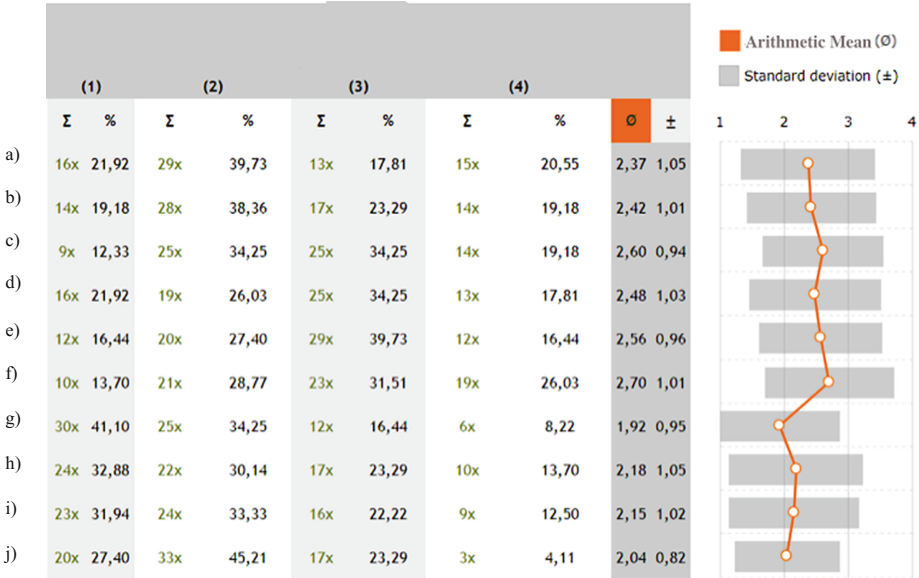 Arithmetic Mean (Ø)
Standard deviation (±)
(1) (2) (3) (4)
Σ % Σ % Σ % Σ % Ø ± 1 2 3 4
a) 16x 21,92 29x 39,73 13x 17,81 15x 20,55 2,37 1,05
b) 14x 19,18 28x 38,36 17x 23,29 14x 19,18 2,42 1,01
c) 9x 12,33 25x 34,25 25x 34,25 14x 19,18 2,60 0,94
d) 16x 21,92 19x 26,03 25x 34,25 13x 17,81 2,48 1,03
e) 12x 16,44 20x 27,40 29x 39,73 12x 16,44 2,56 0,96
f) 10x 13,70 21x 28,77 23x 31,51 19x 26,03 2,70 1,01
g) 30x 41,10 25x 34,25 12x 16,44 6x 8,22 1,92 0,95
h) 24x 32,88 22x 30,14 17x 23,29 10x 13,70 2,18 1,05
i) 23x 31,94 24x 33,33 16x 22,22 9x 12,50 2,15 1,02
j) 20x 27,40 33x 45,21 17x 23,29 3x 4,11 2,04 0,82